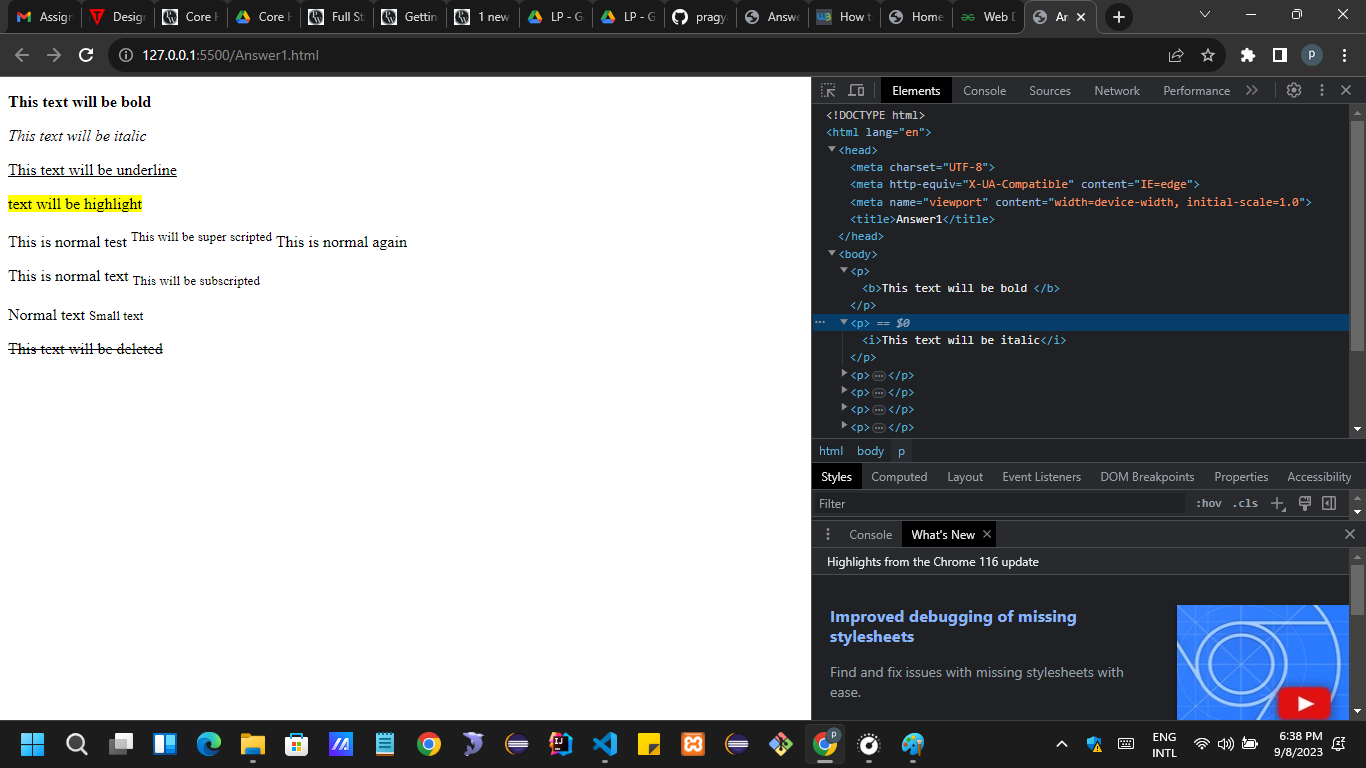 Assign
Design
Core H
Core H
Full Sta
Gettin
1 new
LP - G
LP - G
pragya
Answe
How t
Home
Web D
An
127.0.0.1:5500/Answer1.html
p
This text will be bold
This text will be italic
This text will be underline
text will be highlight
This is normal test This will be super scripted This is normal again
This is normal text This will be subscripted
Normal text Small text
This text will be deleted
Elements Console Sources Network Performance
<!DOCTYPE html>
<html lang="en">
<head>
<meta charset="UTF-8">
<meta http-equiv="X-UA-Compatible" content="IE=edge">
<meta name="viewport" content="width=device-width, initial-scale=1.0">
<title>Answer1</title>
</head>
<body>
<p>
<b>This text will be bold </b>
</p>
<p> == $0
<i>This text will be italic</i>
</p>
<p>…</p>
<p>…</p>
<p>…</p>
<p>…</p>
html body p
Styles Computed Layout Event Listeners DOM Breakpoints Properties Accessibility
Filter :hov .cls
Console What's New
Highlights from the Chrome 116 update
Improved debugging of missing
stylesheets
Find and fix issues with missing stylesheets with
ease.
ENG
INTL
6:38 PM
9/8/2023